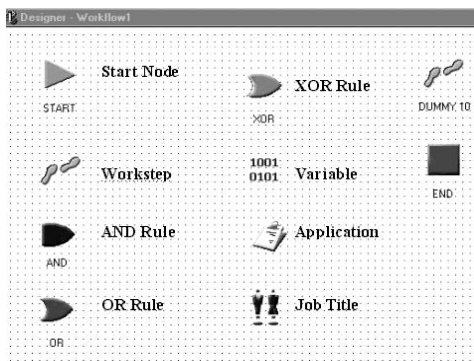 Designer - Workflow1
Start Node
START
XOR Rule
XOR
DUMMY 10
Workstep
1001
0101
Variable
END
AND Rule
AND
Application
OR Rule
OR
Job Title